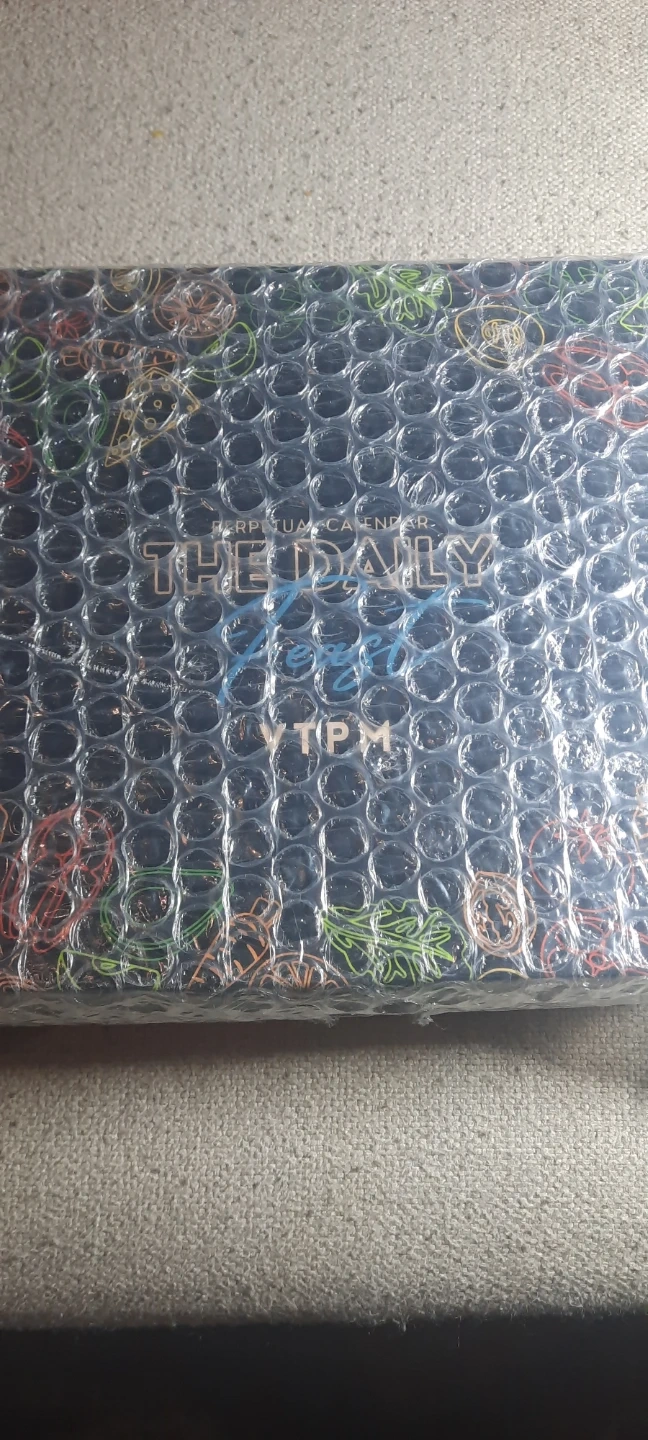 PERPETUAL CALENDAR
THE DAILY
Feast
VTPM